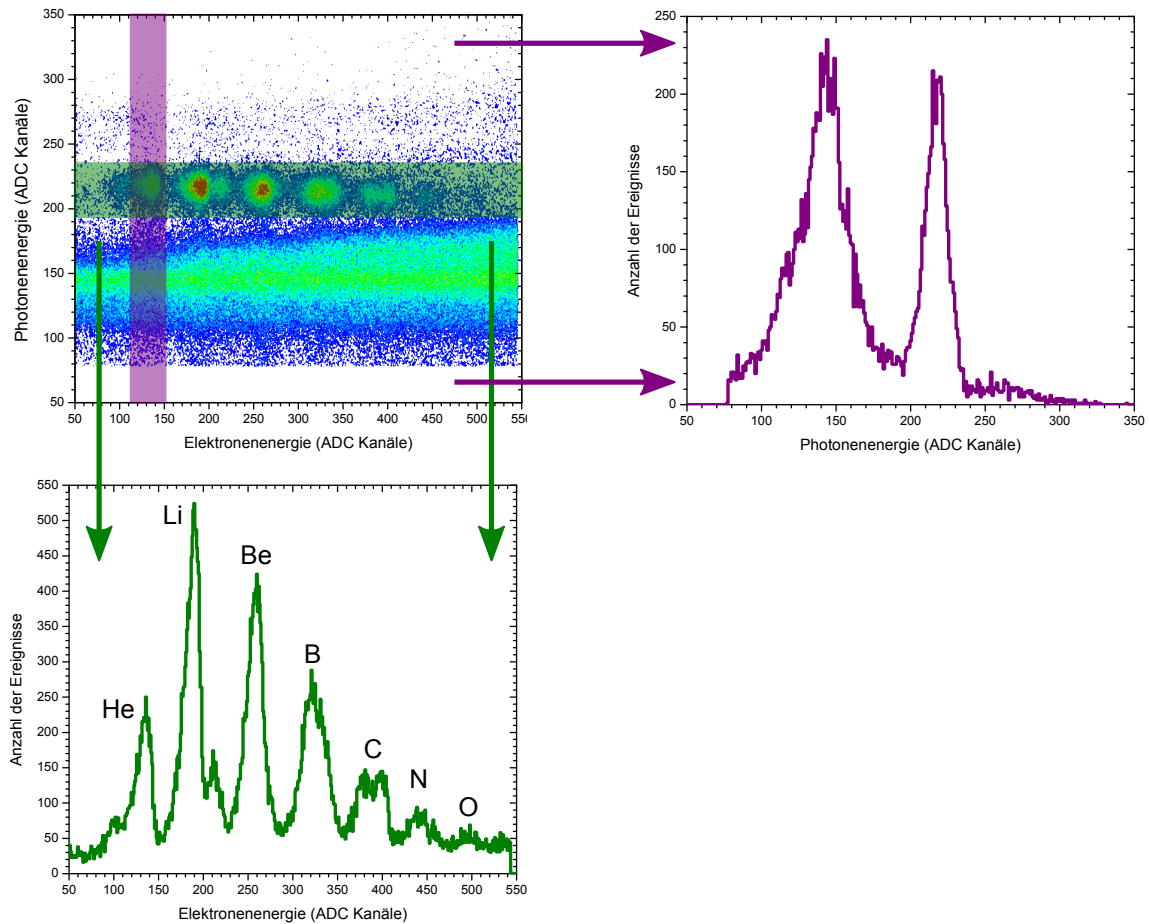 350
300
250
200
150
100
50
50 100 150 200 250 300 350 400 450 500 550
Photonenenergie (ADC Kanäle)
Elektronenenergie (ADC Kanäle)
250
200
150
100
50
0
50 100 150 200 250 300 350
Anzahl der Ereignisse
Photonenenergie (ADC Kanäle)
550
500
450
400
350
300
250
200
150
100
50
0
50 100 150 200 250 300 350 400 450 500 550
Anzahl der Ereignisse
Elektronenenergie (ADC Kanäle)
He
Li
Be
B
C
N
O